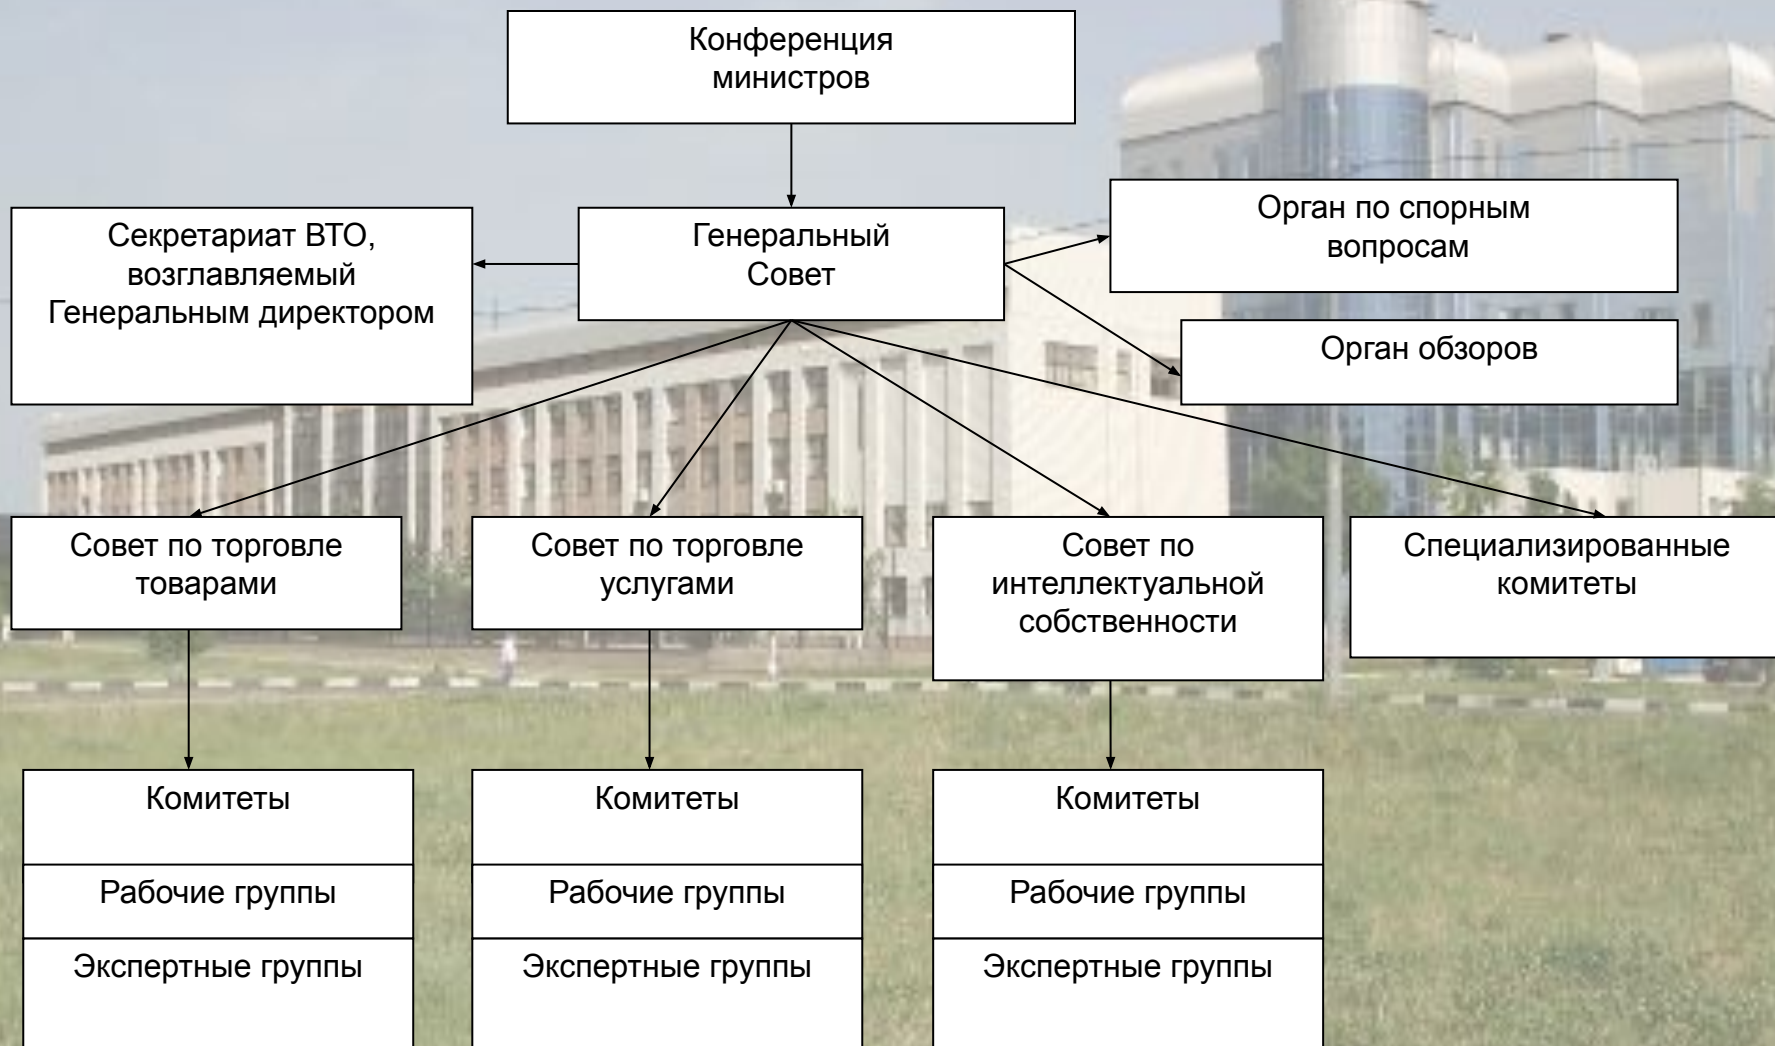 Конференция
министров
Секретариат ВТО,
возглавляемый
Генеральным директором
Генеральный
Совет
Орган по спорным
вопросам
Орган обзоров
Совет по торговле
товарами
Совет по торговле
услугами
Совет по
интеллектуальной
собственности
Специализированные
комитеты
Комитеты
Рабочие группы
Экспертные группы
Комитеты
Рабочие группы
Экспертные группы
Комитеты
Рабочие группы
Экспертные группы